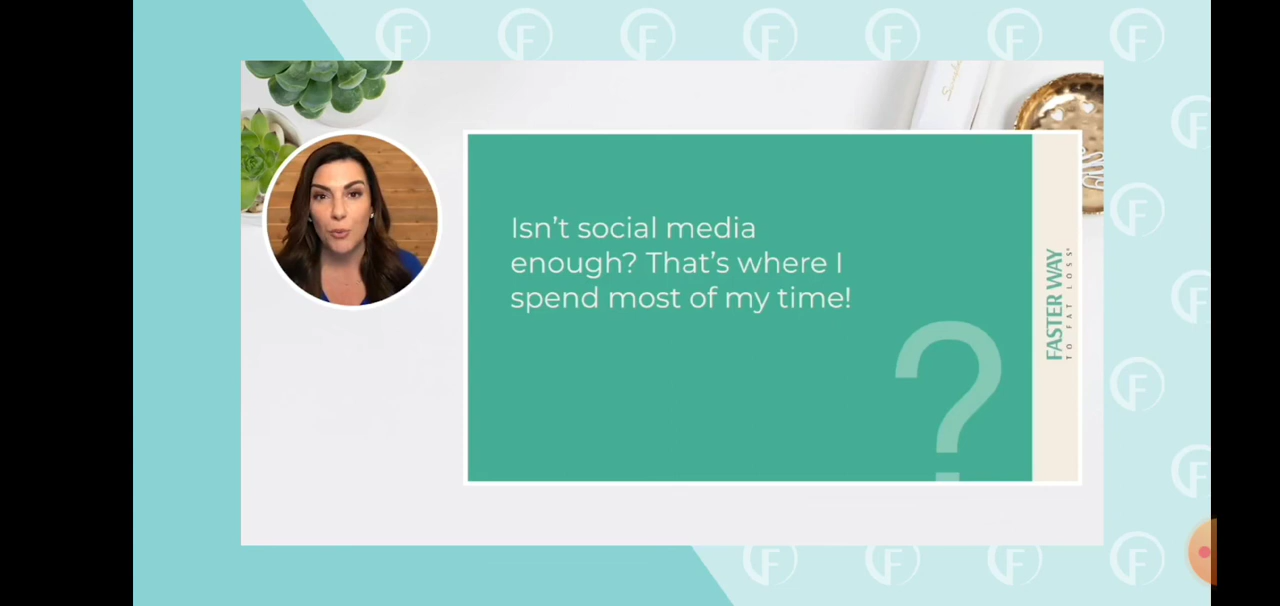 Isn't social media
enough? That's where I
spend most of my time!
FASTER WAY
TO FAT LOSS®